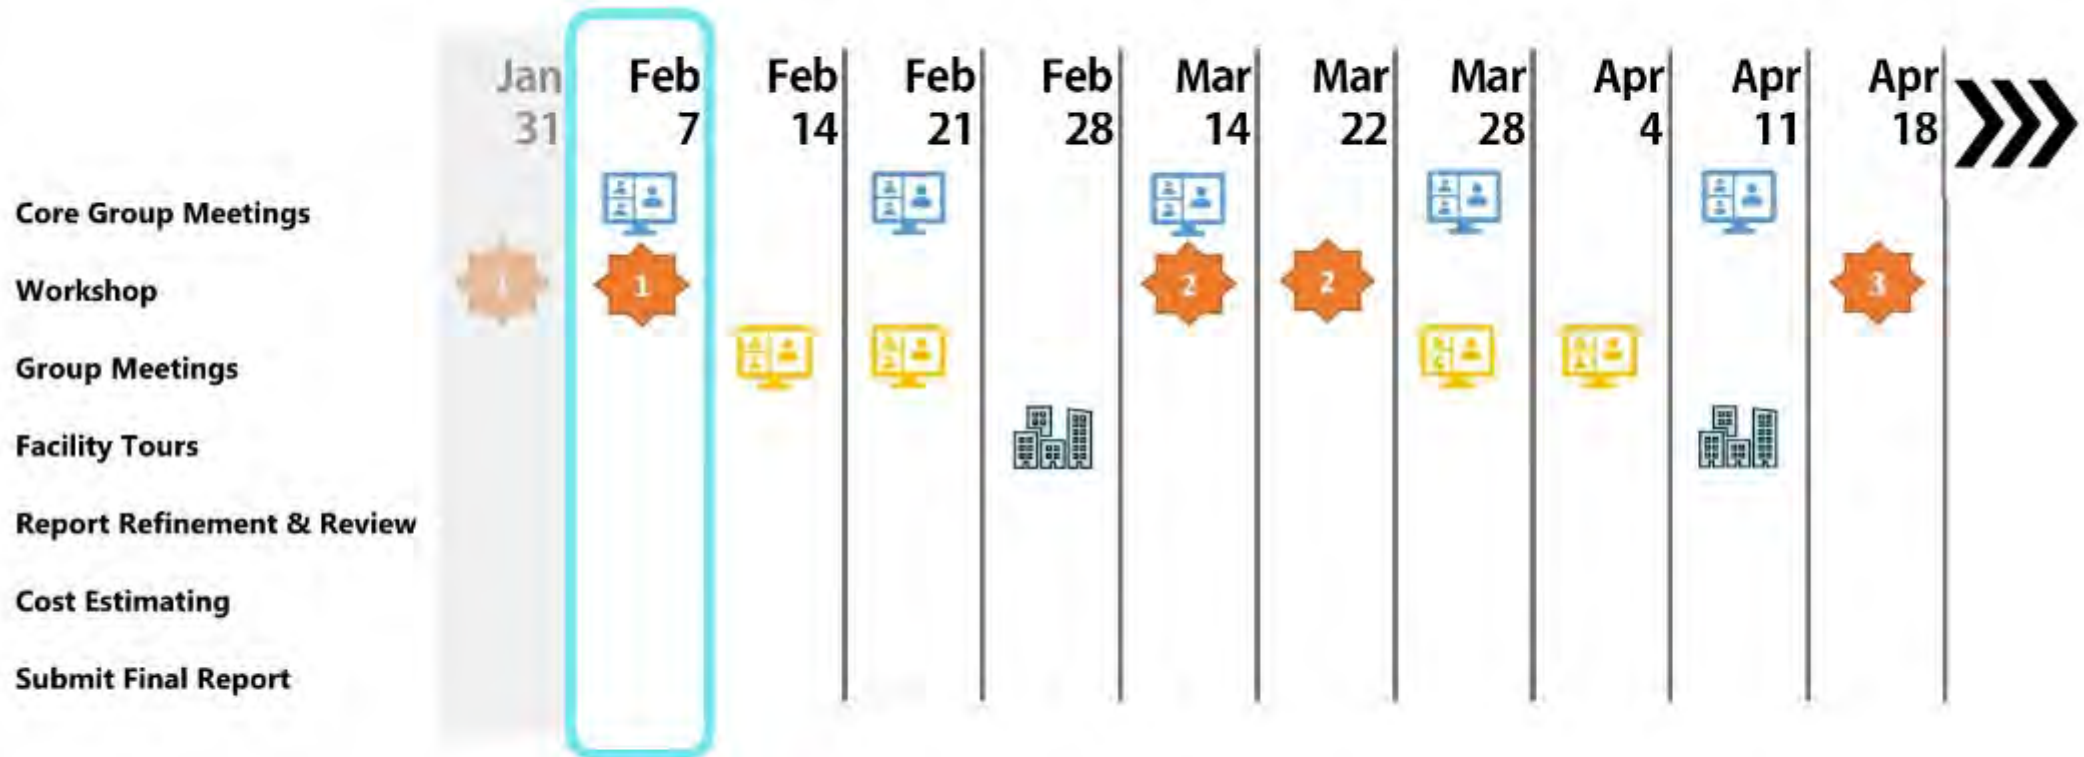 Jan
31
Feb
7
Feb
14
Feb
21
Feb
28
Mar
14
Mar
22
Mar
28
Apr
4
Apr
11
Apr
18
Core Group Meetings
Workshop
1
1
2
2
3
Group Meetings
Facility Tours
Report Refinement & Review
Cost Estimating
Submit Final Report